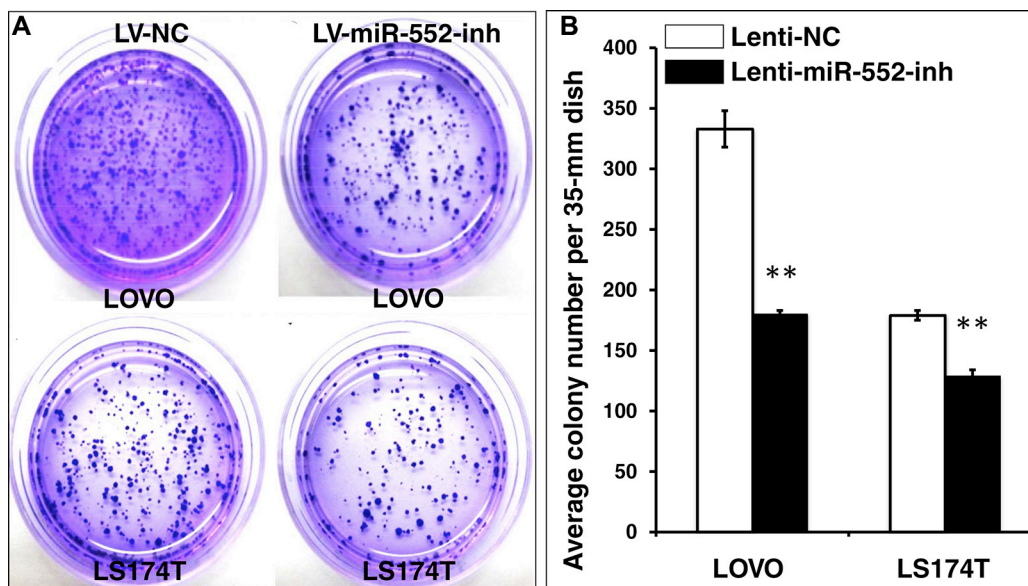 A
LV-NC
LV-miR-552-inh
LOVO
LOVO
LS174T
LS174T
B
Lenti-NC
Lenti-miR-552-inh
Average colony number per 35-mm dish
400
350
300
250
200
150
100
50
0
**
**
LOVO
LS174T